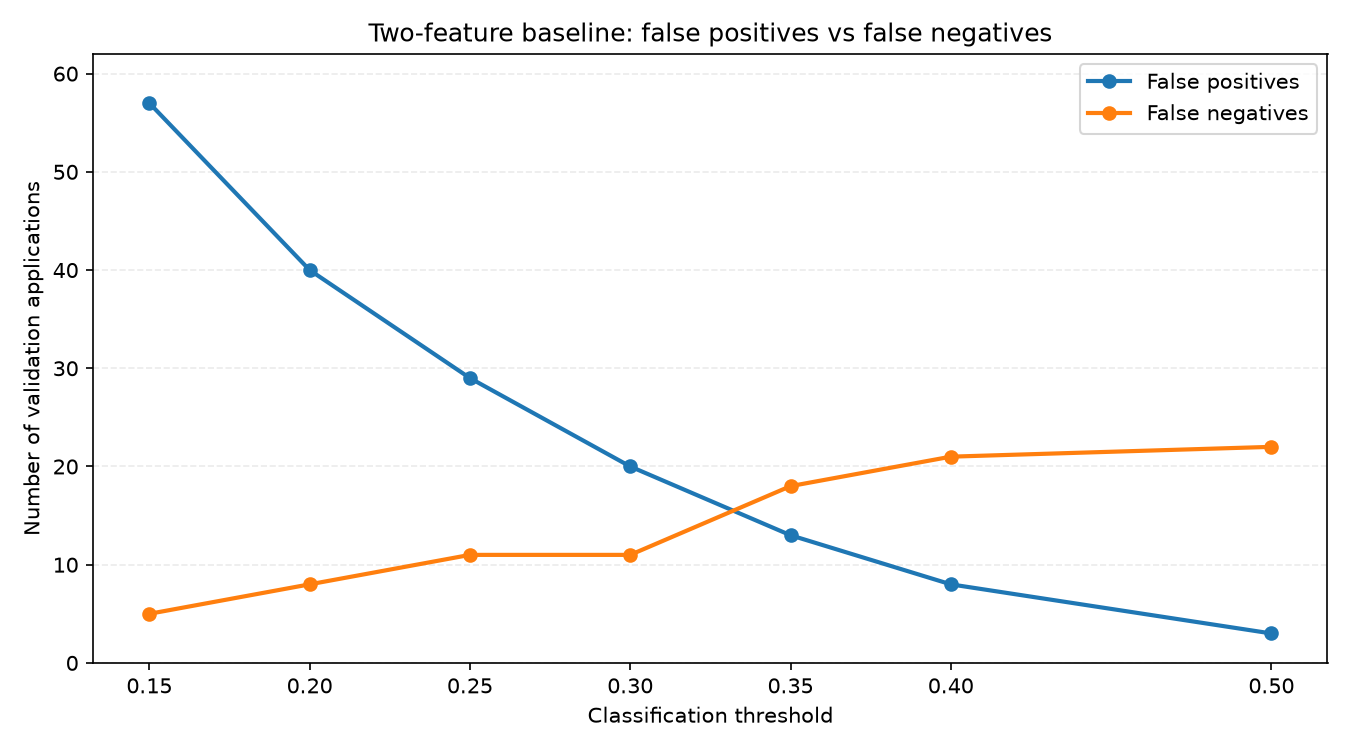 Two-feature baseline: false positives vs false negatives
False positives
False negatives
Number of validation applications
60
50
40
30
20
10
0
0.15 0.20 0.25 0.30 0.35 0.40 0.50
Classification threshold